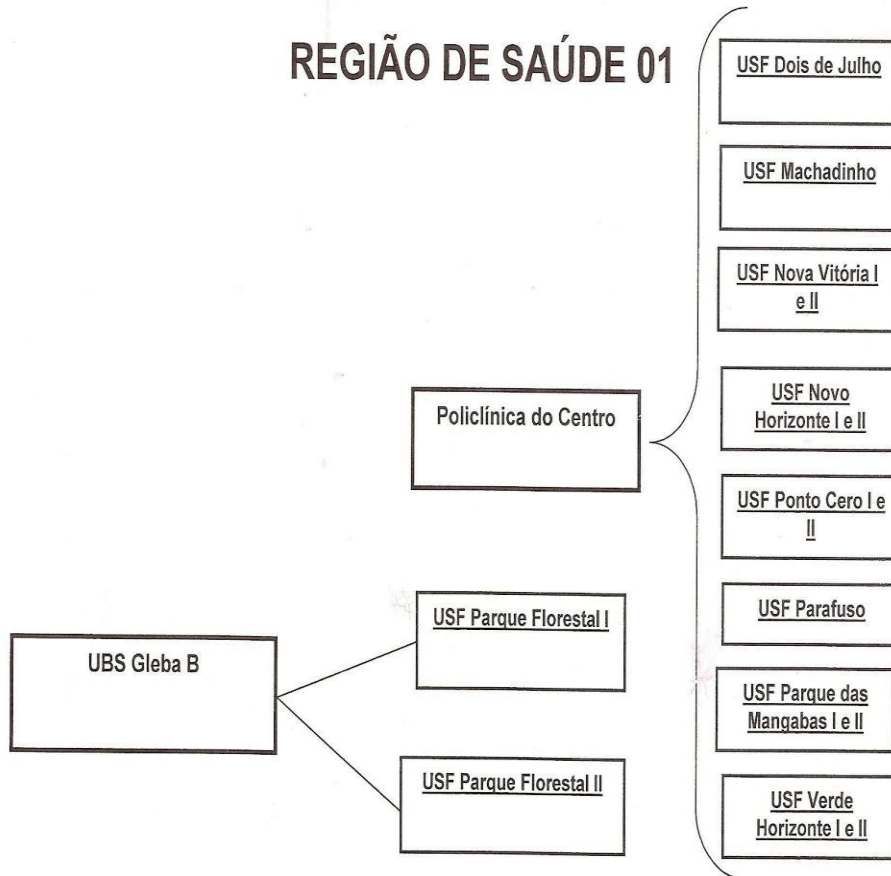 REGIÃO DE SAÚDE 01
USF Dois de Julho
USF Machadinho
USF Nova Vitória I
e II
Policlínica do Centro
USF Novo
Horizonte I e II
USF Ponto Cero I e
II
USF Parque Florestal I
USF Parafuso
UBS Gleba B
USF Parque das
Mangabas I e II
USF Parque Florestal II
USF Verde
Horizonte I e II